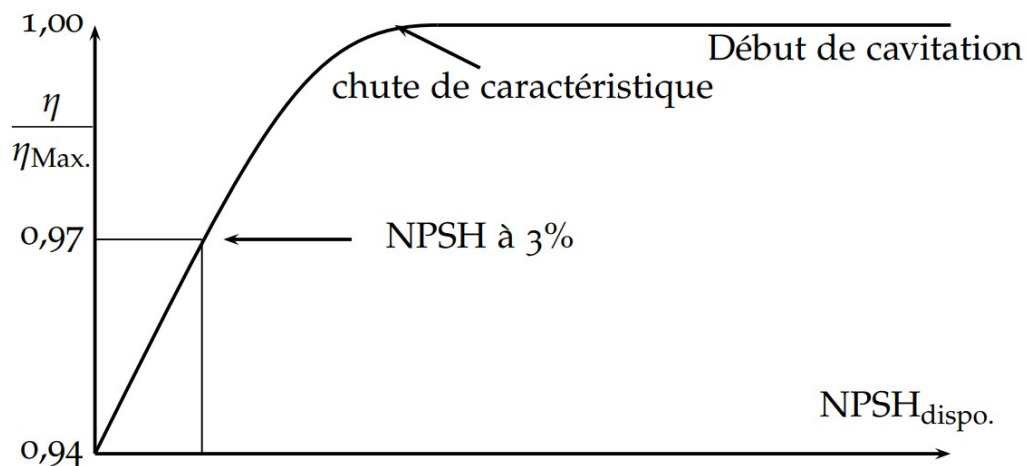 1,00
Début de cavitation
chute de caractéristique
η
ηMax.
0,97
NPSH à 3%
NPSHdispo.
0,94